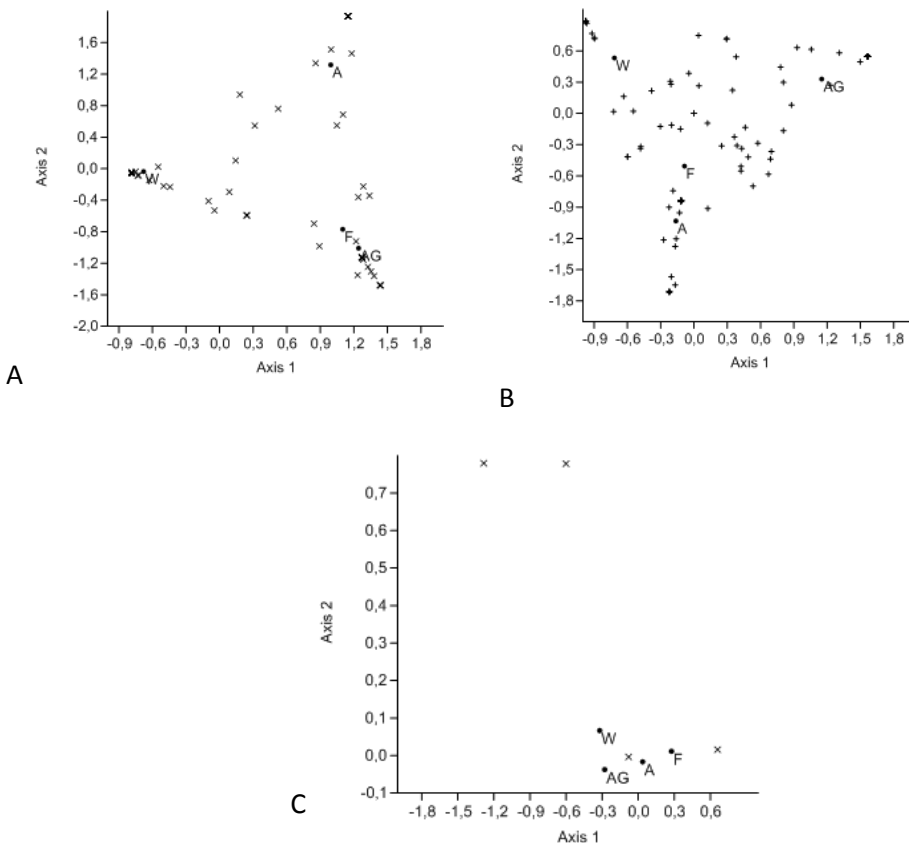 1,6
1,2
0,8
0,4
0,0
-0,4
-0,8
-1,2
-1,6
-2,0
Axis 2
A
W
F
AG
-0,9 -0,6 -0,3 0,0 0,3 0,6 0,9 1,2 1,5 1,8
Axis 1
A
0,6
0,3
0,0
-0,3
-0,6
-0,9
-1,2
-1,5
-1,8
Axis 2
W
AG
F
A
-0,9 -0,6 -0,3 0,0 0,3 0,6 0,9 1,2 1,5 1,8
Axis 1
B
0,7
0,6
0,5
0,4
0,3
0,2
0,1
0,0
-0,1
Axis 2
W
F
A
AG
-1,8 -1,5 -1,2 -0,9 -0,6 -0,3 0,0 0,3 0,6
Axis 1
C